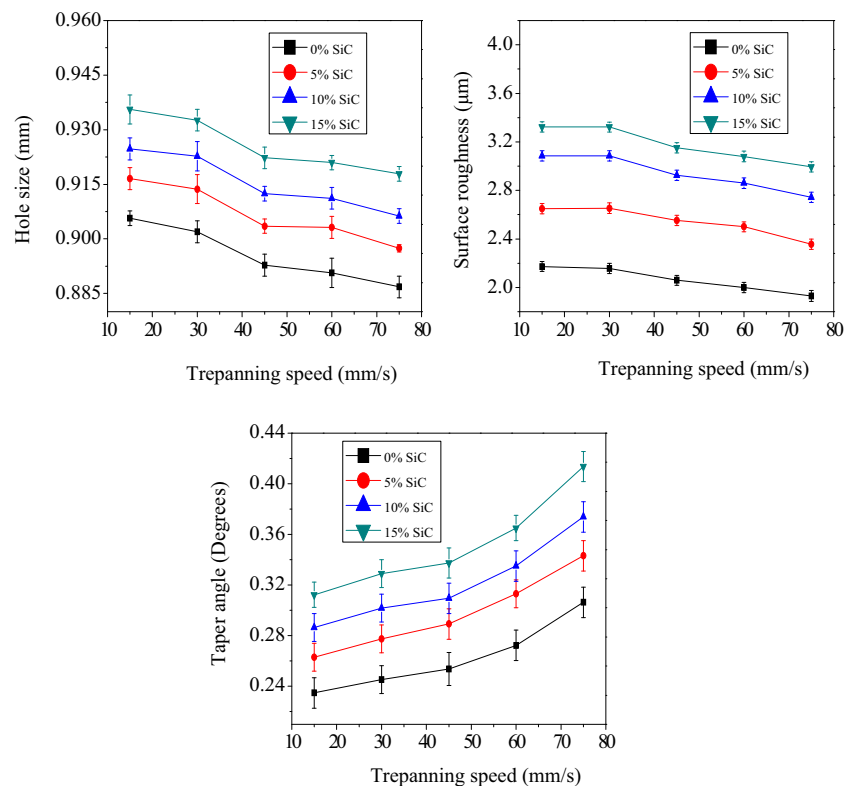 0.960
0.945
0.930
0.915
0.900
0.885
Hole size (mm)
0% SiC
5% SiC
10% SiC
15% SiC
10 20 30 40 50 60 70 80
Trepanning speed (mm/s)
4.0
3.6
3.2
2.8
2.4
2.0
Surface roughness (μm)
0% SiC
5% SiC
10% SiC
15% SiC
10 20 30 40 50 60 70 80
Trepanning speed (mm/s)
0.44
0.40
0.36
0.32
0.28
0.24
Taper angle (Degrees)
0% SiC
5% SiC
10% SiC
15% SiC
10 20 30 40 50 60 70 80
Trepanning speed (mm/s)